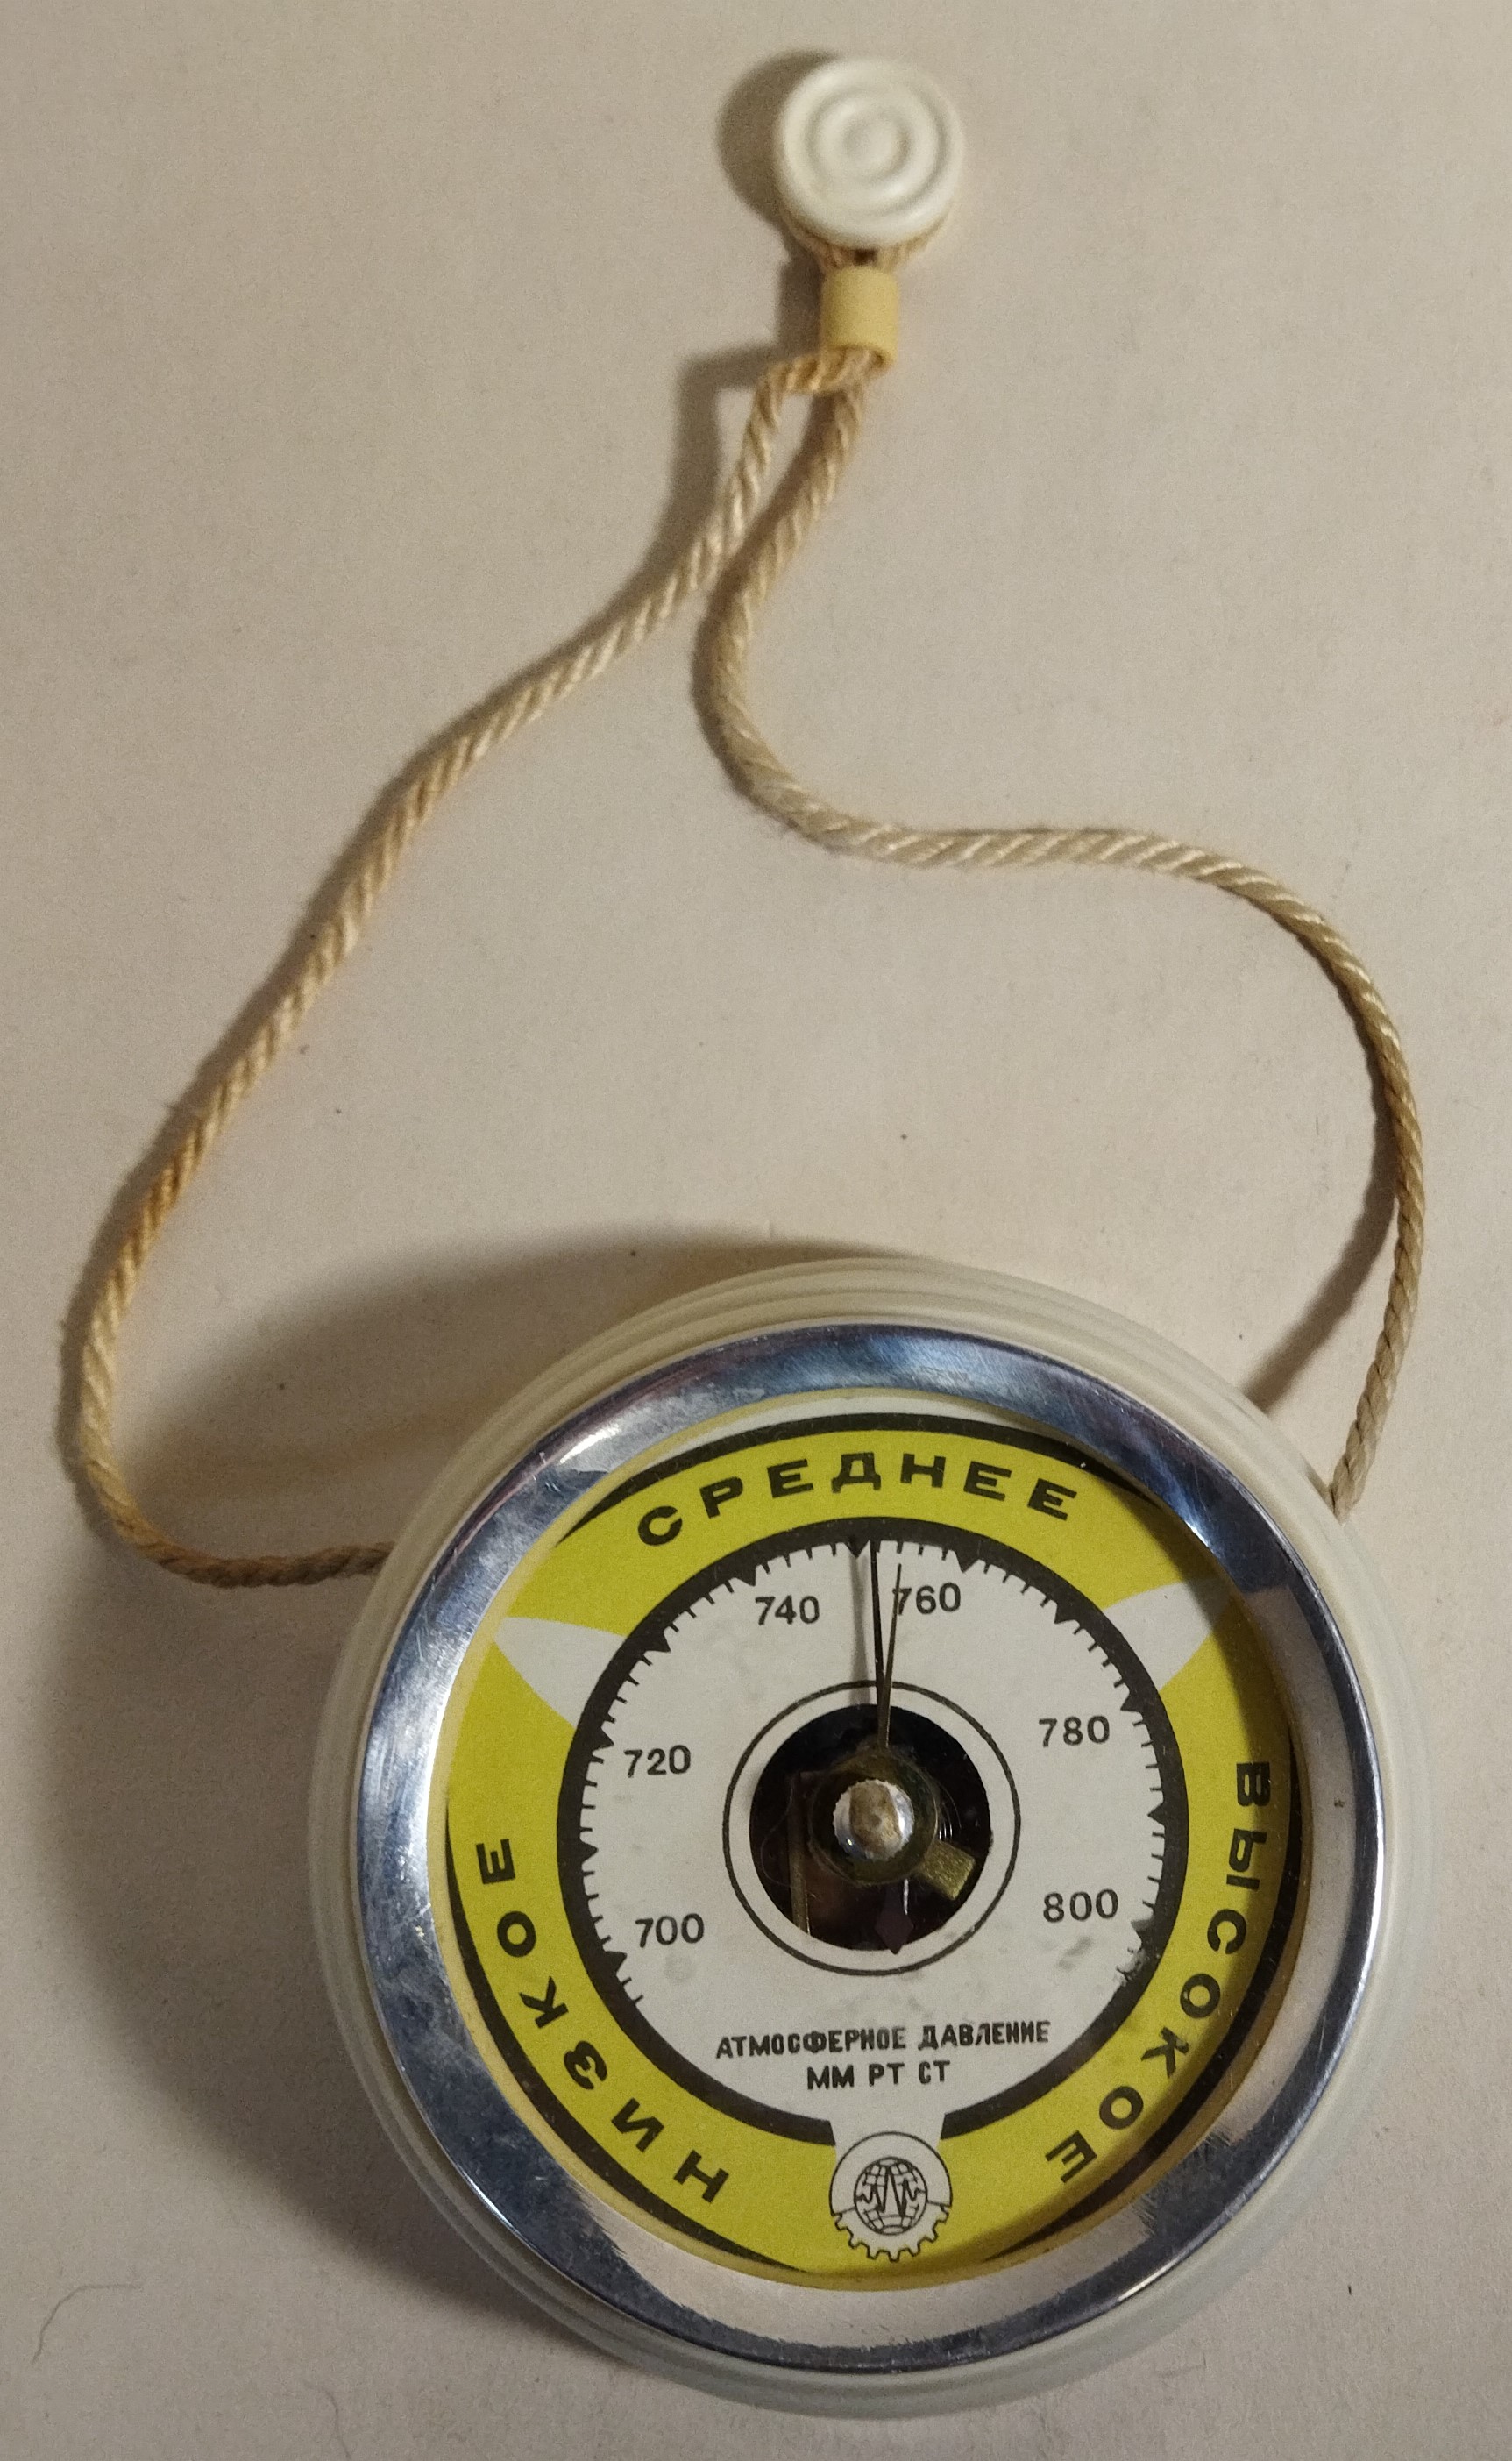 СРЕДНЕЕ
740 760
720 780
700 800
НИЗКОЕ
ВЫСОКОЕ
АТМОСФЕРНОЕ ДАВЛЕНИЕ
ММ РТ СТ